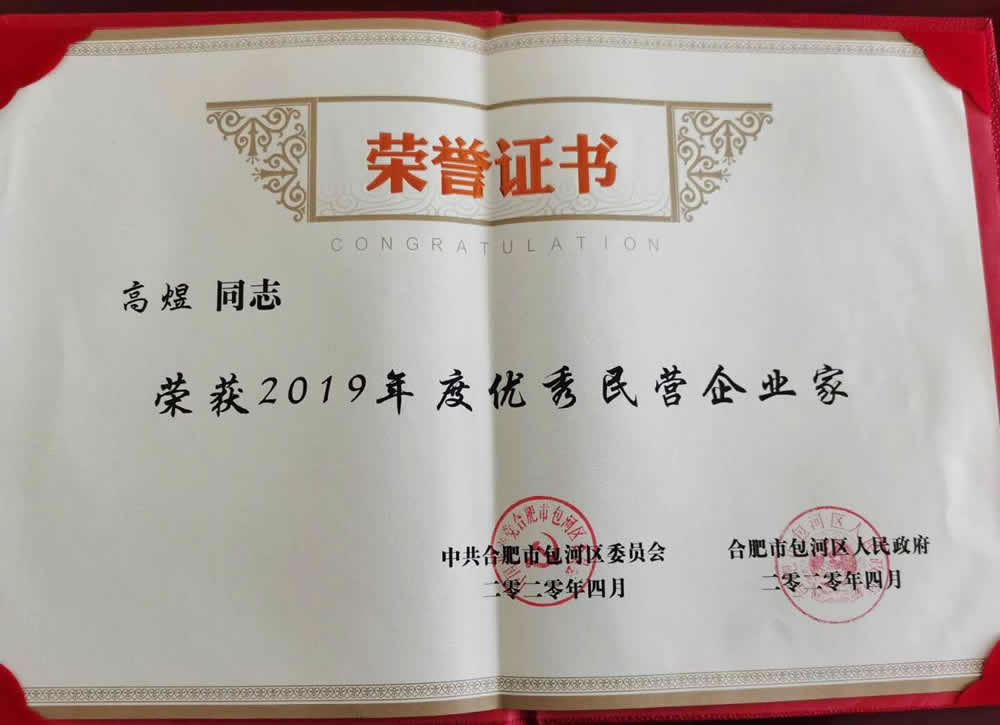 荣誉证书
CONGRATULATION
高煜 同志
荣获2019年度优秀民营企业家
中共合肥市包河区委员会
二零二零年四月
合肥市包河区人民政府
二零二零年四月